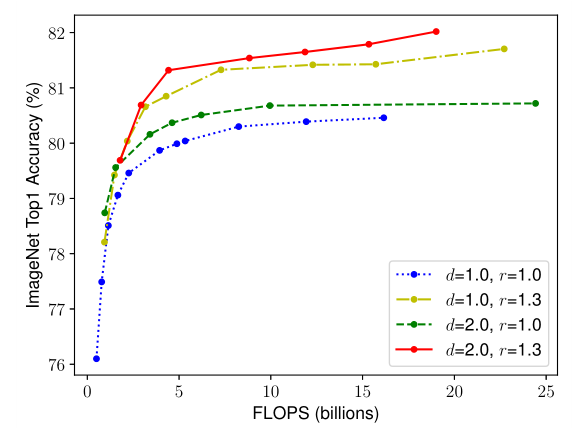 82
81
80
79
78
77
76
ImageNet Top1 Accuracy (%)
d=1.0, r=1.0
d=1.0, r=1.3
d=2.0, r=1.0
d=2.0, r=1.3
0 5 10 15 20 25
FLOPS (billions)